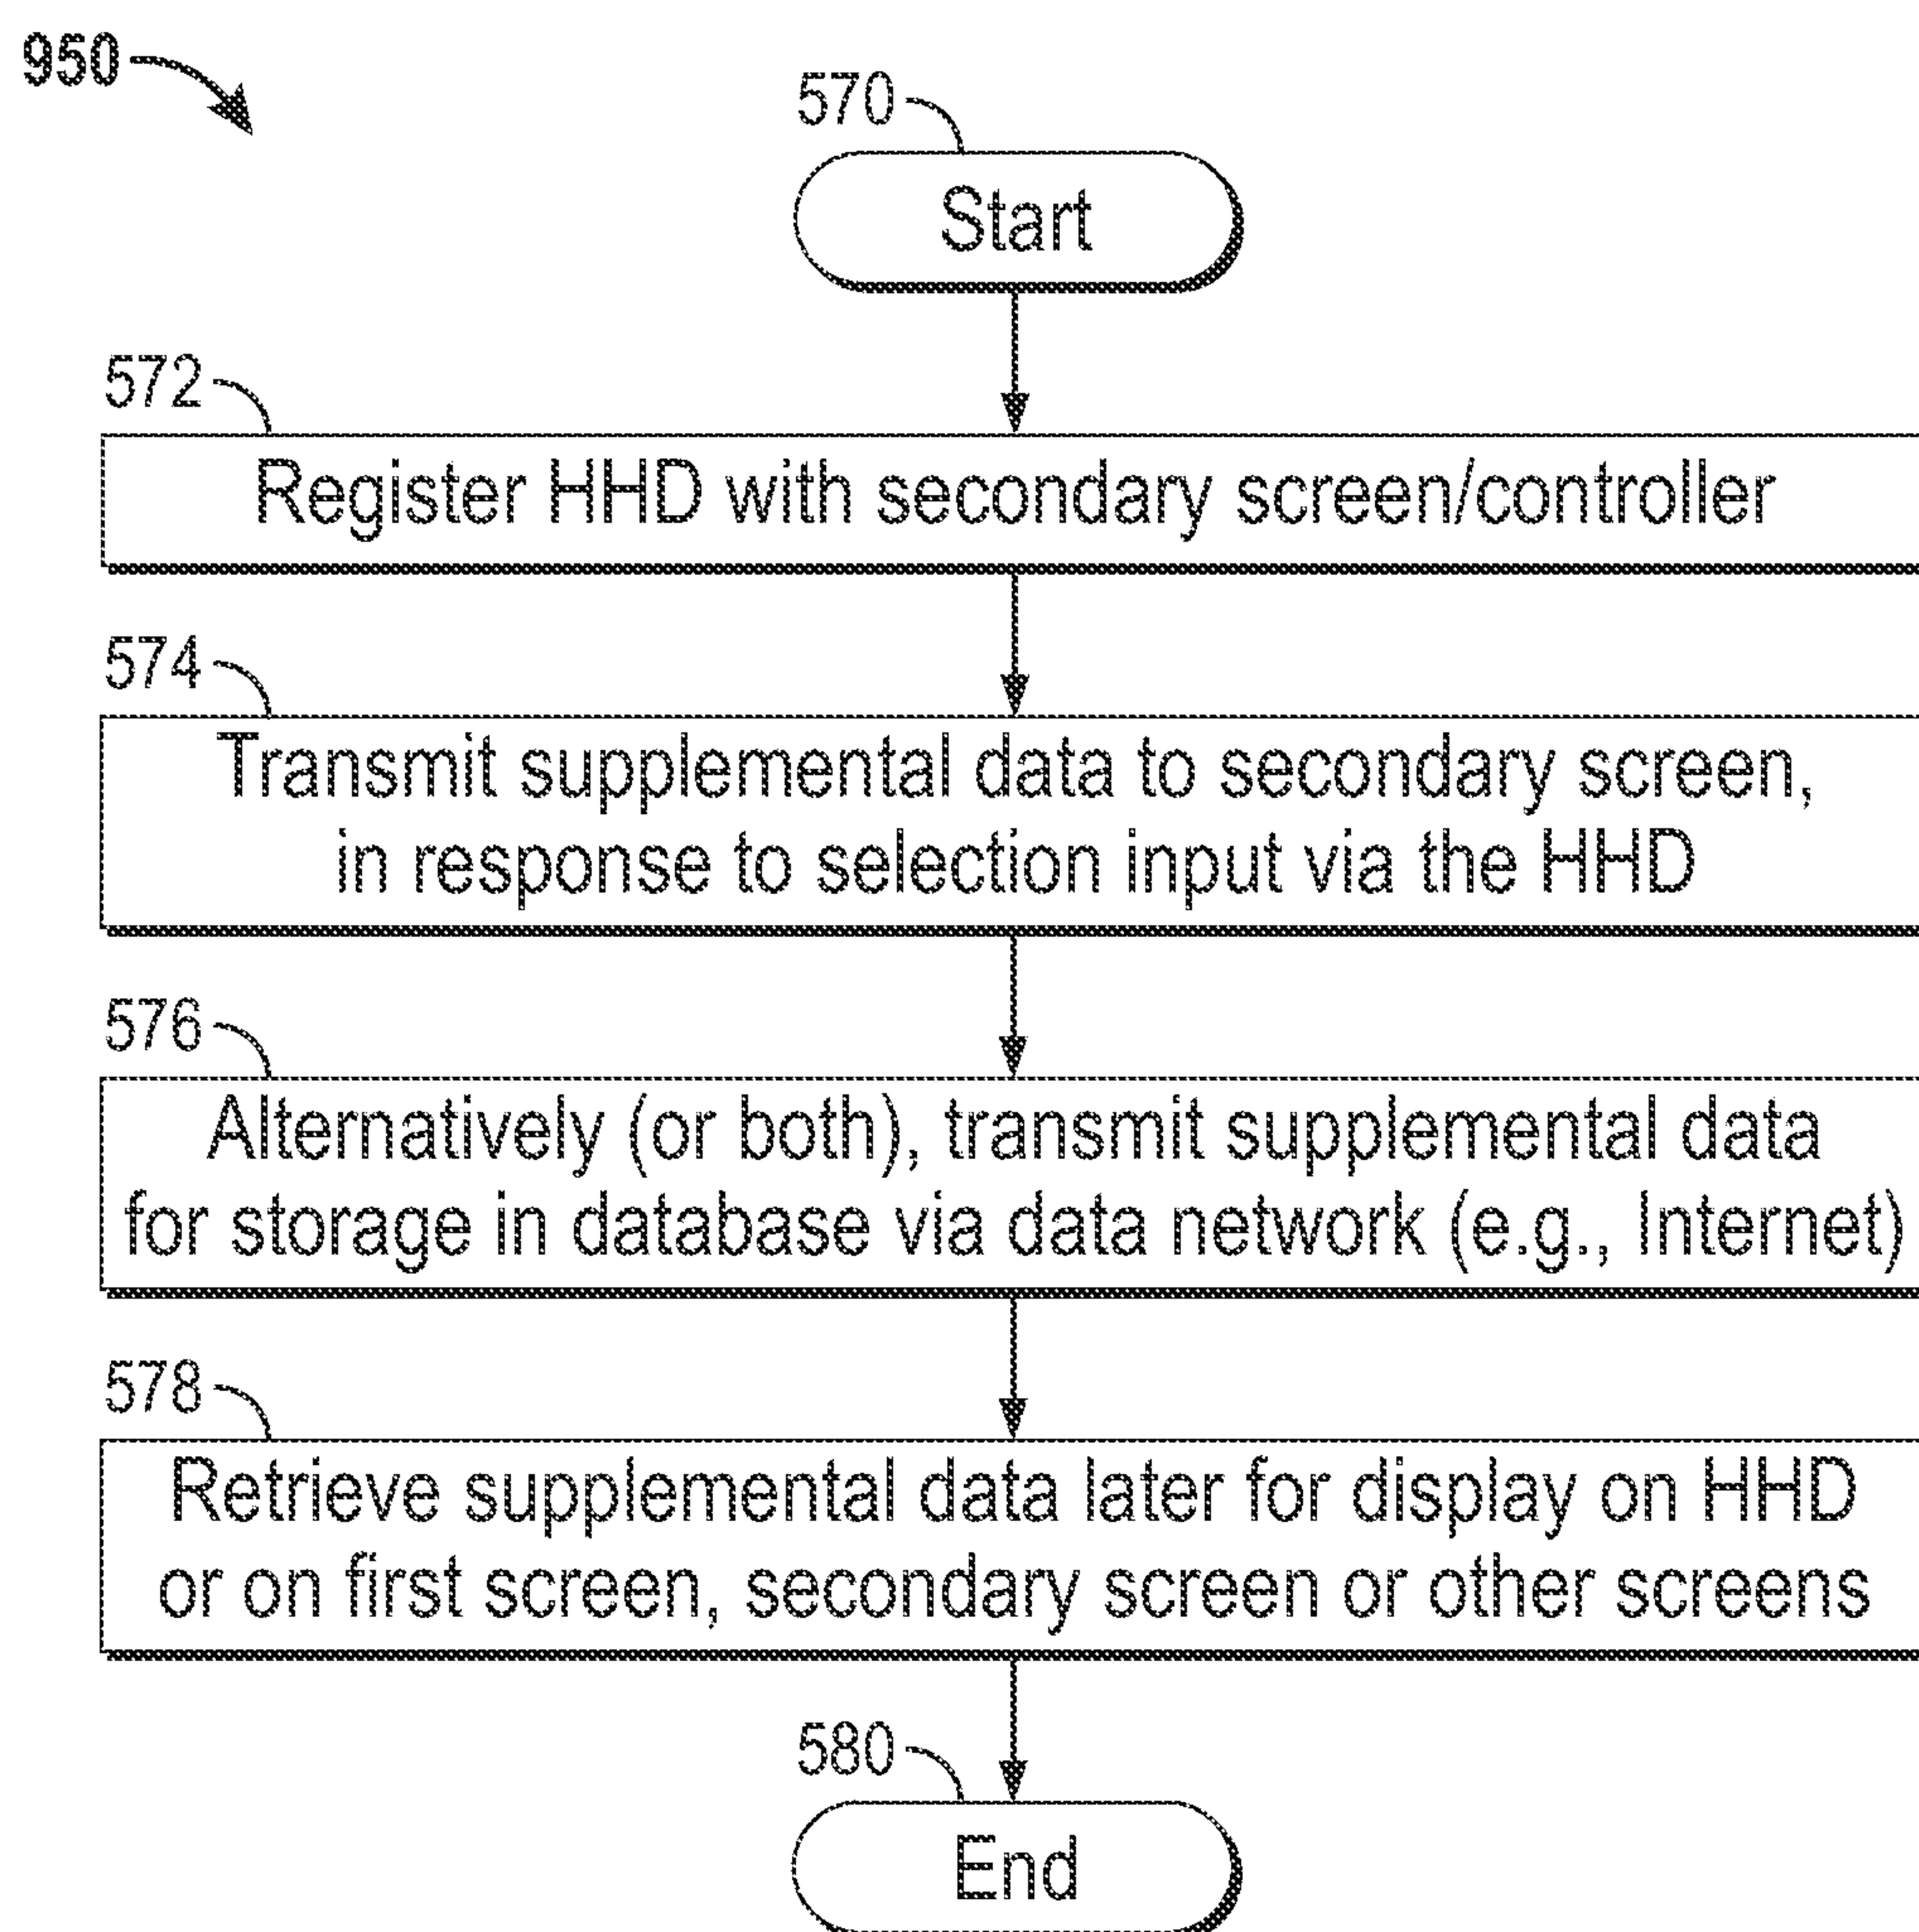 950
570
Start
572
Register HHD with secondary screen/controller
574
Transmit supplemental data to secondary screen,
in response to selection input via the HHD
576
Alternatively (or both), transmit supplemental data
for storage in database via data network (e.g., Internet)
578
Retrieve supplemental data later for display on HHD
or on first screen, secondary screen or other screens
580
End